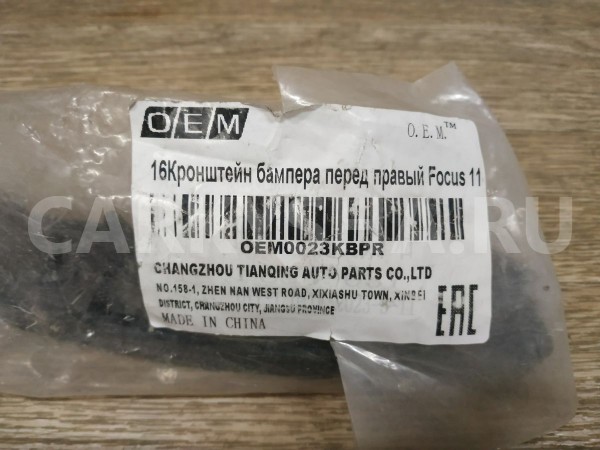 OEM
O.E.M.™
16Кронштейн бампера перед правый Focus 11
OEM0023KBPR
CHANGZHOU TIANQING AUTO PARTS CO.,LTD
NO.158-1, ZHEN NAN WEST ROAD, XIXIASHU TOWN, XINBEI
DISTRICT, CHANGZHOU CITY, JIANGSU PROVINCE
MADE IN CHINA
EAC